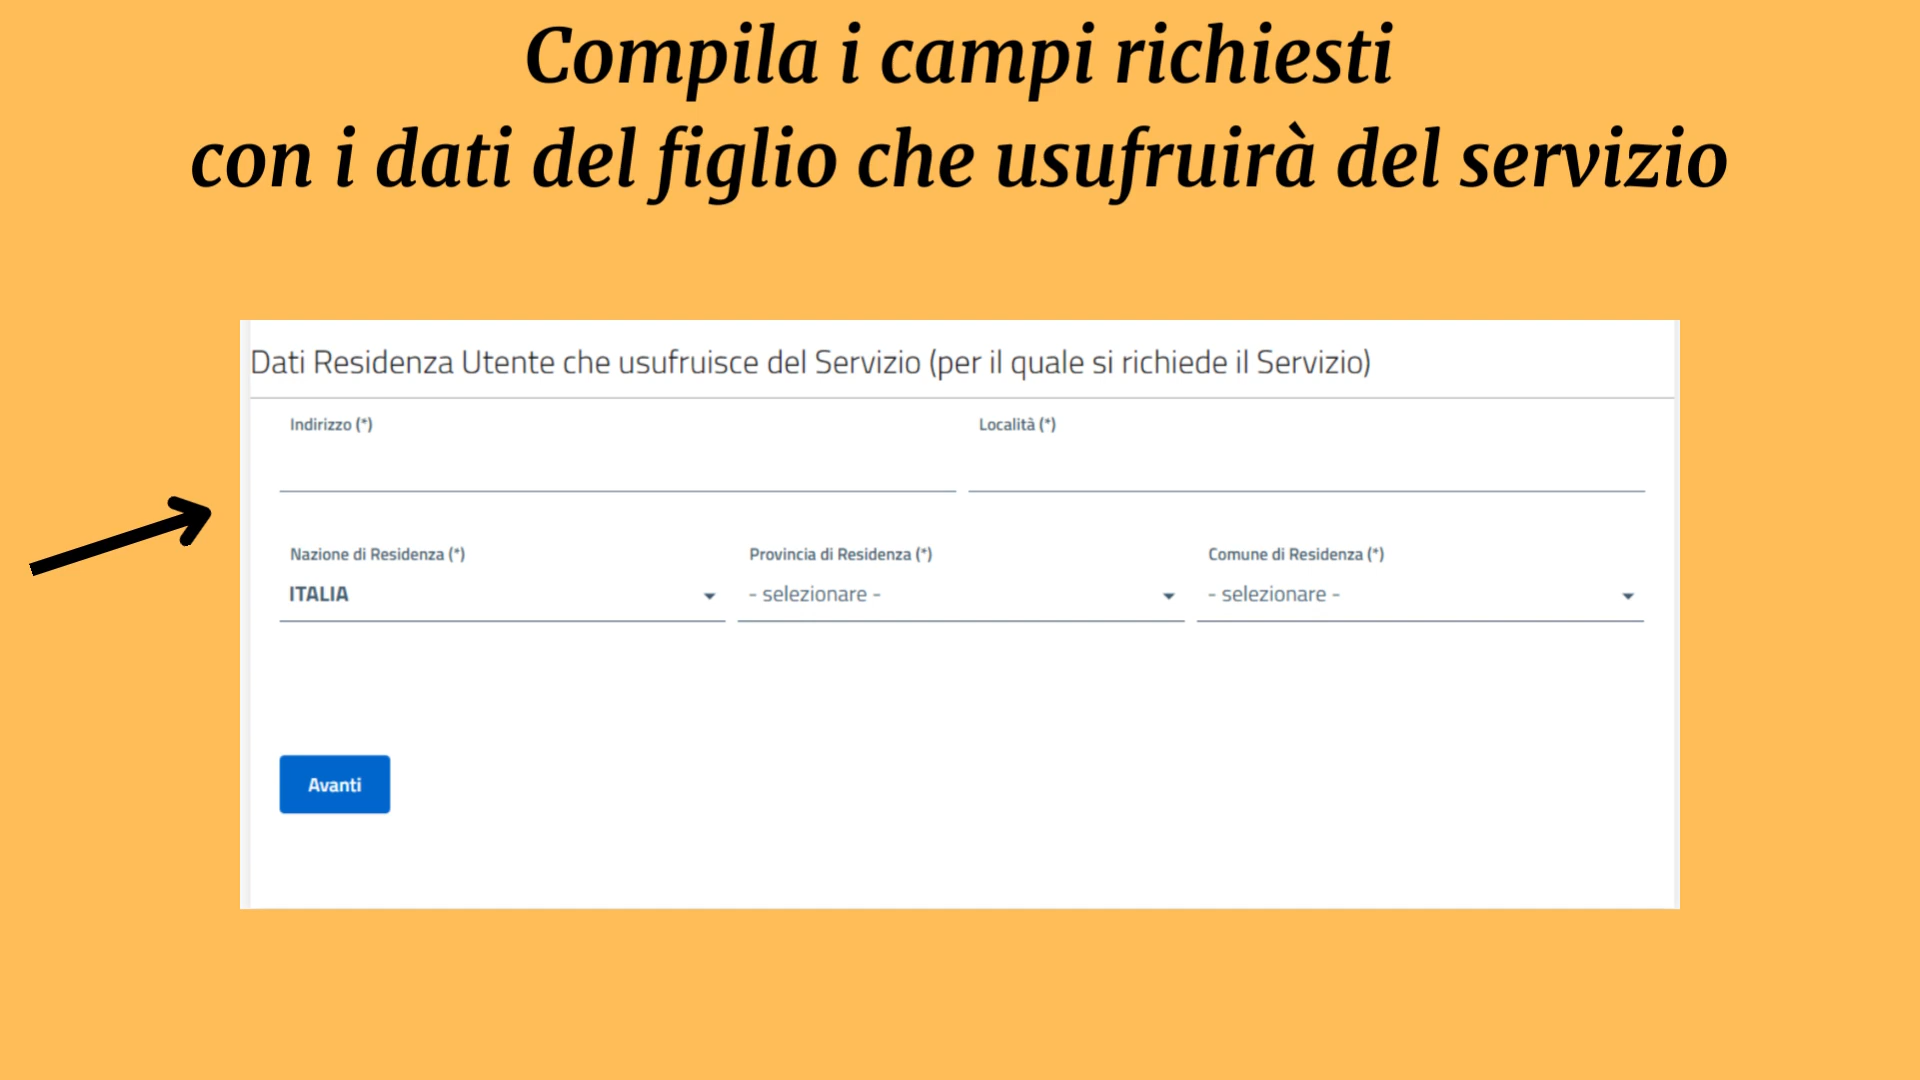 Compila i campi richiesti
con i dati del figlio che usufruirà del servizio
Dati Residenza Utente che usufruisce del Servizio (per il quale si richiede il Servizio)
Indirizzo (*)
Località (*)
Nazione di Residenza (*)
Provincia di Residenza (*)
Comune di Residenza (*)
ITALIA
- selezionare -
- selezionare -
Avanti